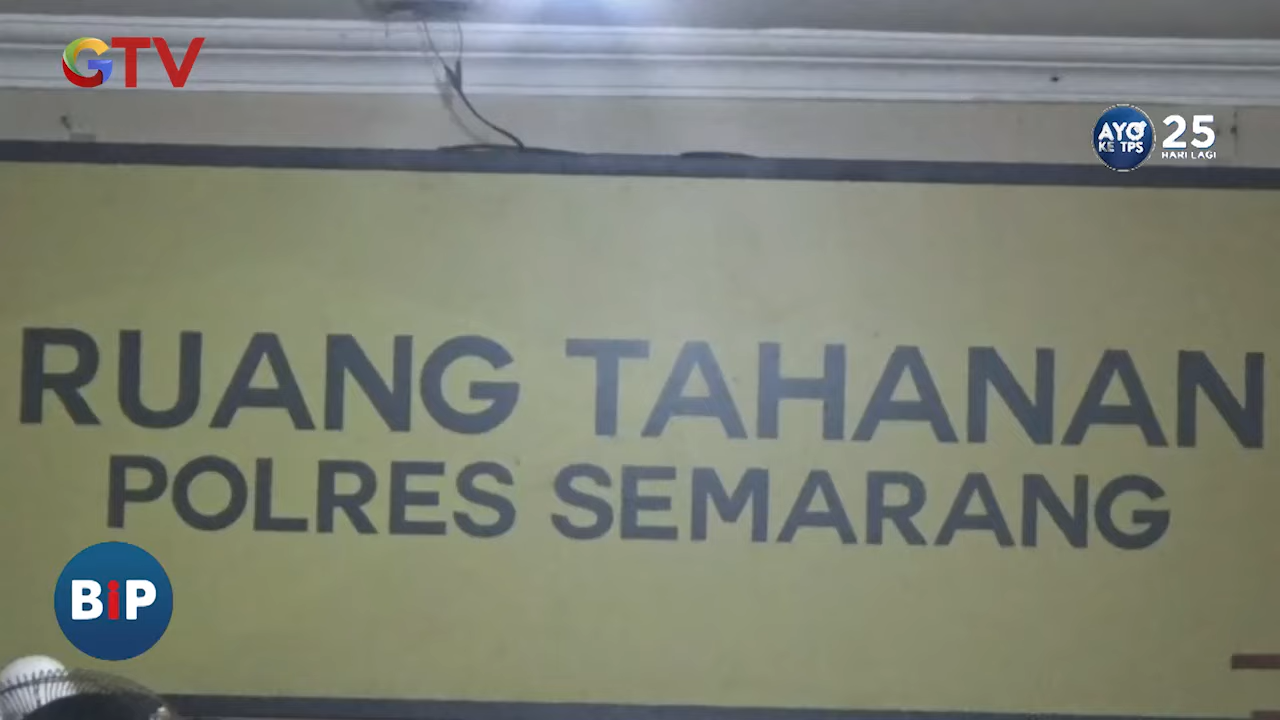 GTV
AYO
KE TPS
25
HARI LAGI
RUANG TAHANAN
POLRES SEMARANG
BiP